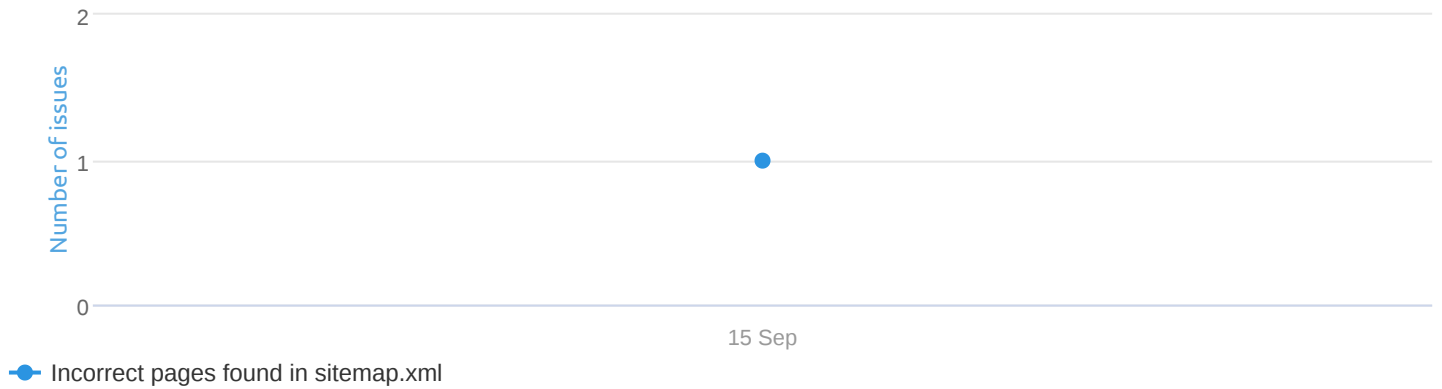 2
Number of issues
1
0
15 Sep
Incorrect pages found in sitemap.xml